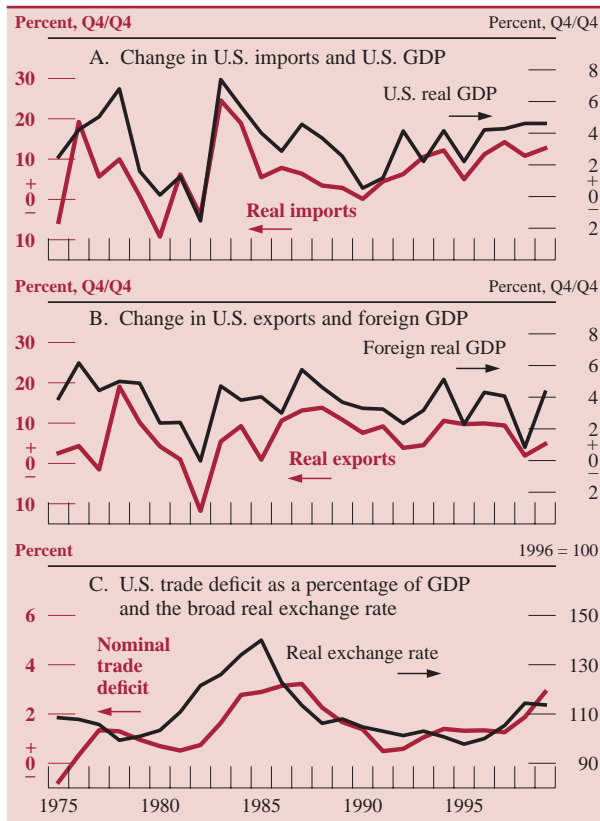 Percent, Q4/Q4 Percent, Q4/Q4
A. Change in U.S. imports and U.S. GDP
30
20
10
+
0
–
10
8
6
4
2
+
0
–
2
U.S. real GDP
Real imports
Percent, Q4/Q4 Percent, Q4/Q4
B. Change in U.S. exports and foreign GDP
30
20
10
+
0
–
10
8
6
4
2
+
0
–
2
Foreign real GDP
Real exports
Percent 1996 = 100
C. U.S. trade deficit as a percentage of GDP
and the broad real exchange rate
6
4
2
+
0
–
150
130
110
90
Nominal
trade
deficit
Real exchange rate
1975 1980 1985 1990 1995